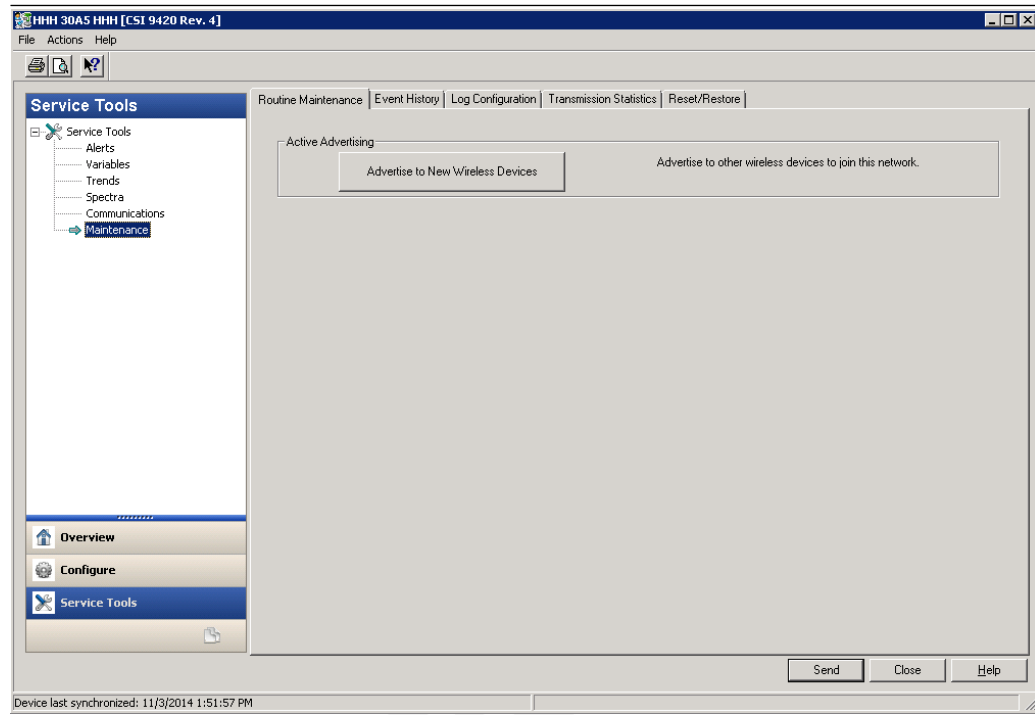 HHH 30A5 HHH [CSI 9420 Rev. 4]
File Actions Help
Service Tools
Service Tools
Alerts
Variables
Trends
Spectra
Communications
Maintenance
Overview
Configure
Service Tools
Routine Maintenance Event History Log Configuration Transmission Statistics Reset/Restore
Active Advertising
Advertise to New Wireless Devices
Advertise to other wireless devices to join this network.
Send Close Help
Device last synchronized: 11/3/2014 1:51:57 PM